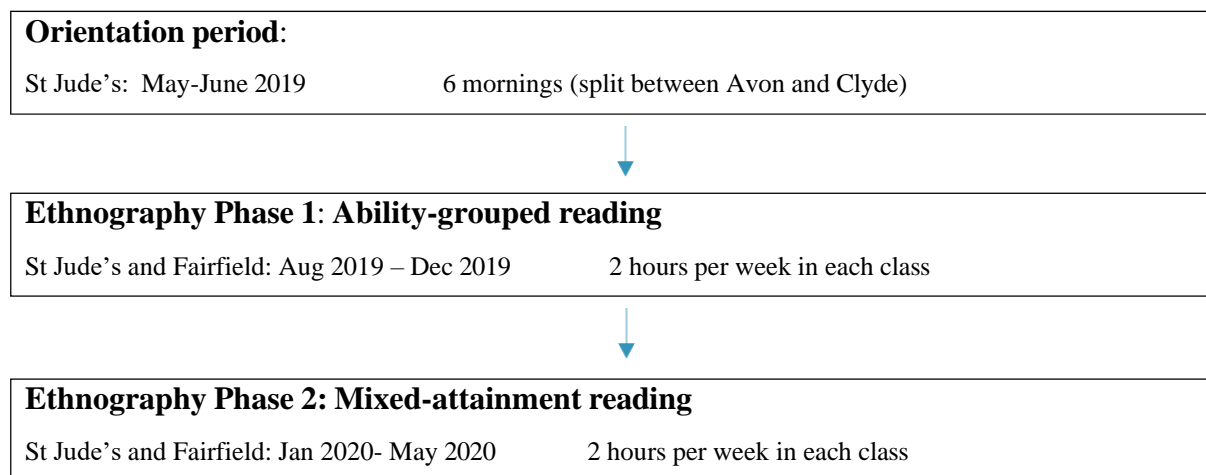 Orientation period:
St Jude’s: May-June 2019 6 mornings (split between Avon and Clyde)
Ethnography Phase 1: Ability-grouped reading
St Jude’s and Fairfield: Aug 2019 – Dec 2019 2 hours per week in each class
Ethnography Phase 2: Mixed-attainment reading
St Jude’s and Fairfield: Jan 2020- May 2020 2 hours per week in each class